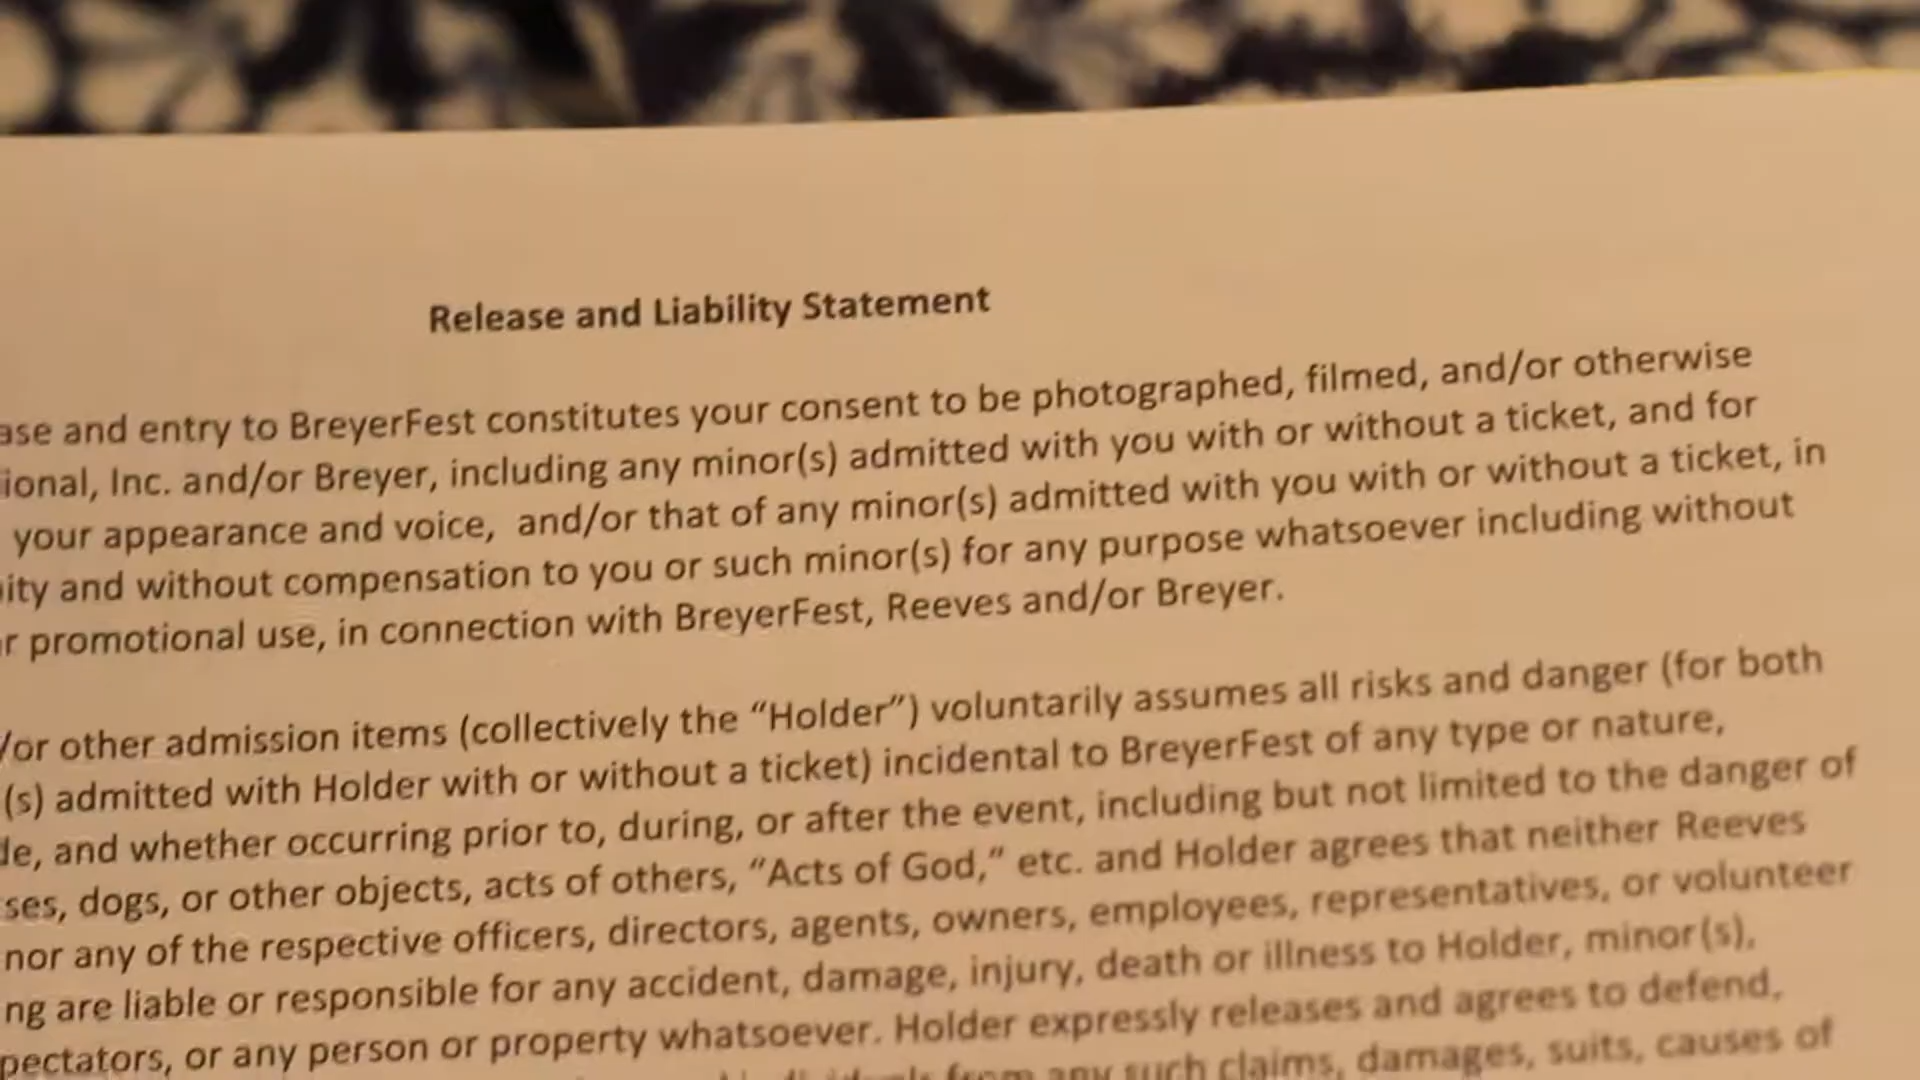 Release and Liability Statement
ase and entry to BreyerFest constitutes your consent to be photographed, filmed, and/or otherwise
ional, Inc. and/or Breyer, including any minor(s) admitted with you with or without a ticket, and for
your appearance and voice, and/or that of any minor(s) admitted with you with or without a ticket, in
ity and without compensation to you or such minor(s) for any purpose whatsoever including without
r promotional use, in connection with BreyerFest, Reeves and/or Breyer.
/or other admission items (collectively the “Holder”) voluntarily assumes all risks and danger (for both
(s) admitted with Holder with or without a ticket) incidental to BreyerFest of any type or nature,
de, and whether occurring prior to, during, or after the event, including but not limited to the danger of
ses, dogs, or other objects, acts of others, “Acts of God,” etc. and Holder agrees that neither Reeves
nor any of the respective officers, directors, agents, owners, employees, representatives, or volunteer
ng are liable or responsible for any accident, damage, injury, death or illness to Holder, minor(s),
pectators, or any person or property whatsoever. Holder expressly releases and agrees to defend,
from any such claims, damages, suits, causes of